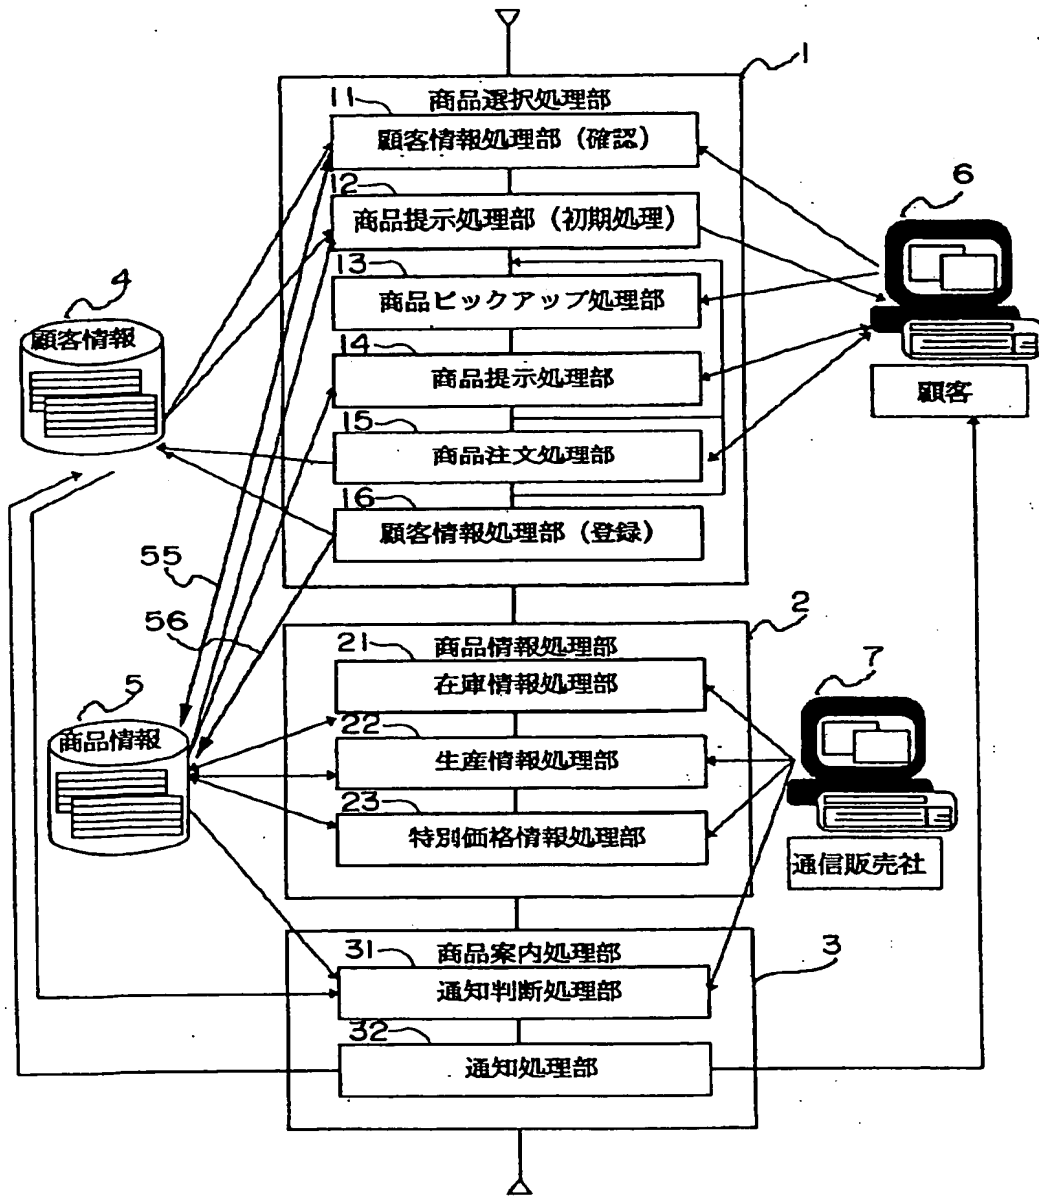 1
商品選択処理部
11
顧客情報処理部（確認）
12
商品提示処理部（初期処理）
13
商品ピックアップ処理部
14
商品提示処理部
15
商品注文処理部
16
顧客情報処理部（登録）
4
顧客情報
6
顧客
55
56
2
商品情報処理部
21
在庫情報処理部
22
生産情報処理部
23
特別価格情報処理部
5
商品情報
7
通信販売社
3
商品案内処理部
31
通知判断処理部
32
通知処理部